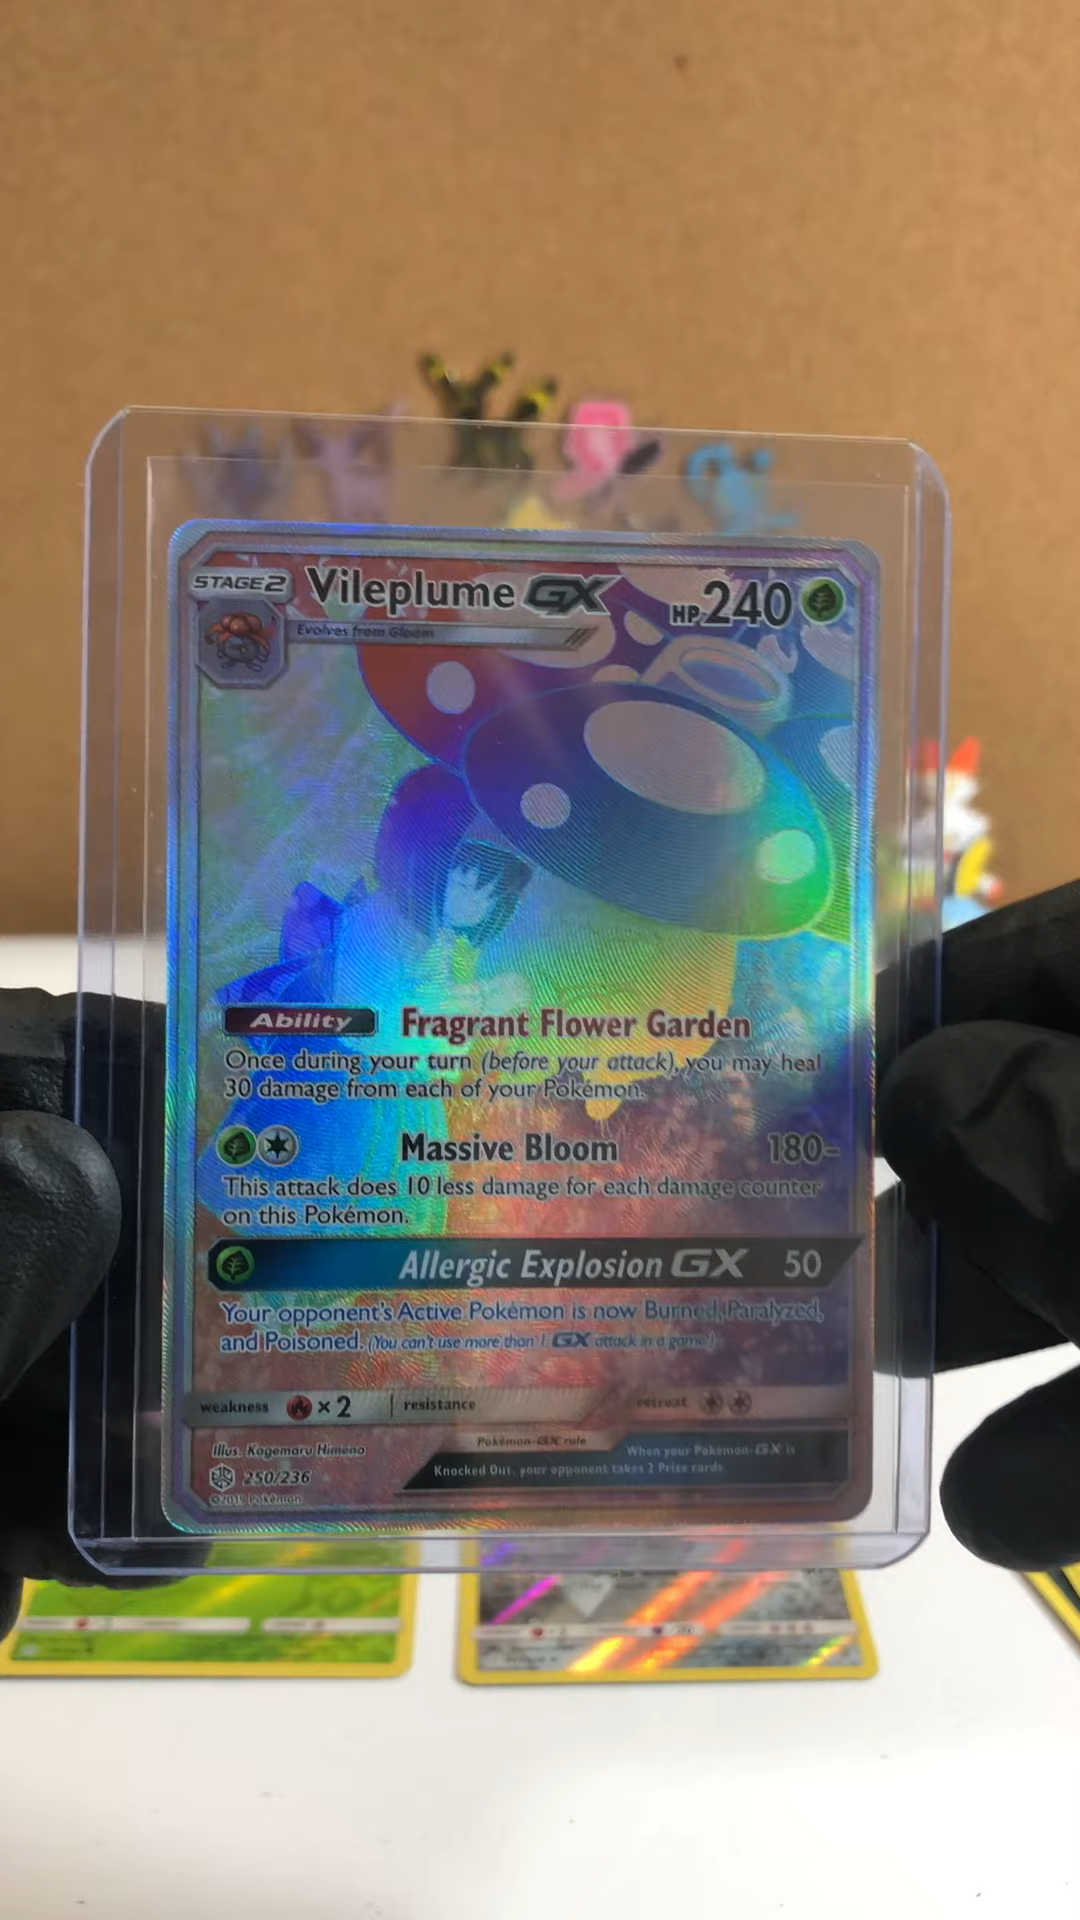 STAGE 2
Vileplume GX
HP 240
Evolves from Gloom
Ability
Fragrant Flower Garden
Once during your turn (before your attack), you may heal
30 damage from each of your Pokémon.
Massive Bloom 180-
This attack does 10 less damage for each damage counter
on this Pokémon.
Allergic Explosion GX 50
Your opponent's Active Pokémon is now Burned, Paralyzed,
and Poisoned. (You can't use more than 1 GX attack in a game.)
weakness ×2 resistance retreat
Illus. Kagemaru Himeno
250/236
©2019 Pokémon
Pokémon-GX rule
When your Pokémon-GX is
Knocked Out, your opponent takes 2 Prize cards.